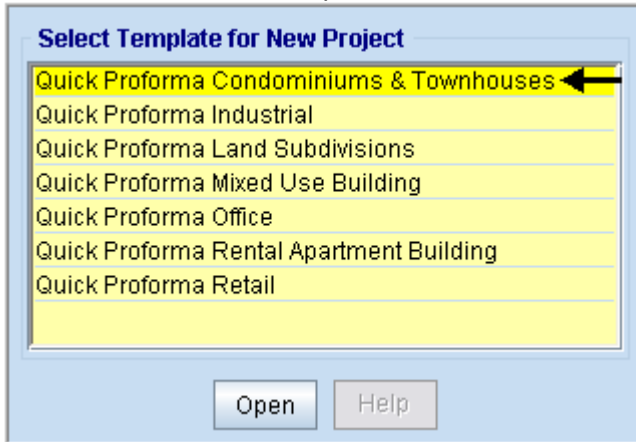 Select Template for New Project
Quick Proforma Condominiums & Townhouses
Quick Proforma Industrial
Quick Proforma Land Subdivisions
Quick Proforma Mixed Use Building
Quick Proforma Office
Quick Proforma Rental Apartment Building
Quick Proforma Retail
Open Help